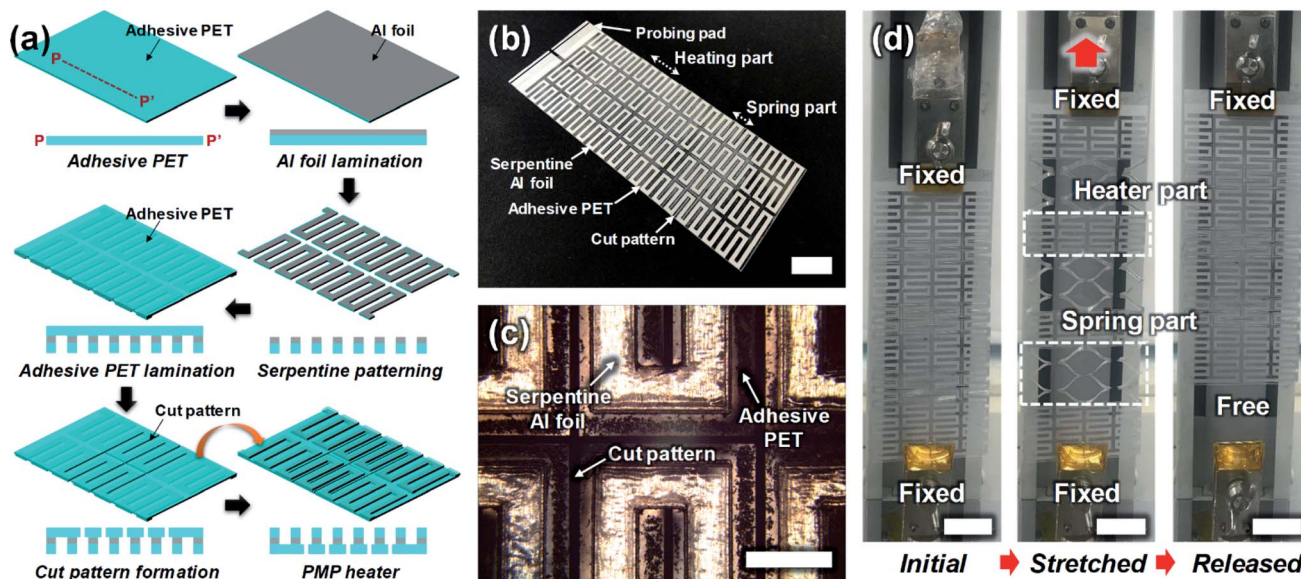 (a)
Adhesive PET
P
P'
P
P'
Adhesive PET
Al foil
Al foil lamination
Serpentine patterning
Adhesive PET
Adhesive PET lamination
Cut pattern
Cut pattern formation
PMP heater
(b)
Probing pad
Heating part
Spring part
Serpentine
Al foil
Adhesive PET
Cut pattern
(c)
Serpentine
Al foil
Adhesive
PET
Cut pattern
(d)
Fixed
Fixed
Fixed
Heater part
Spring part
Free
Fixed
Fixed
Initial
Stretched
Released